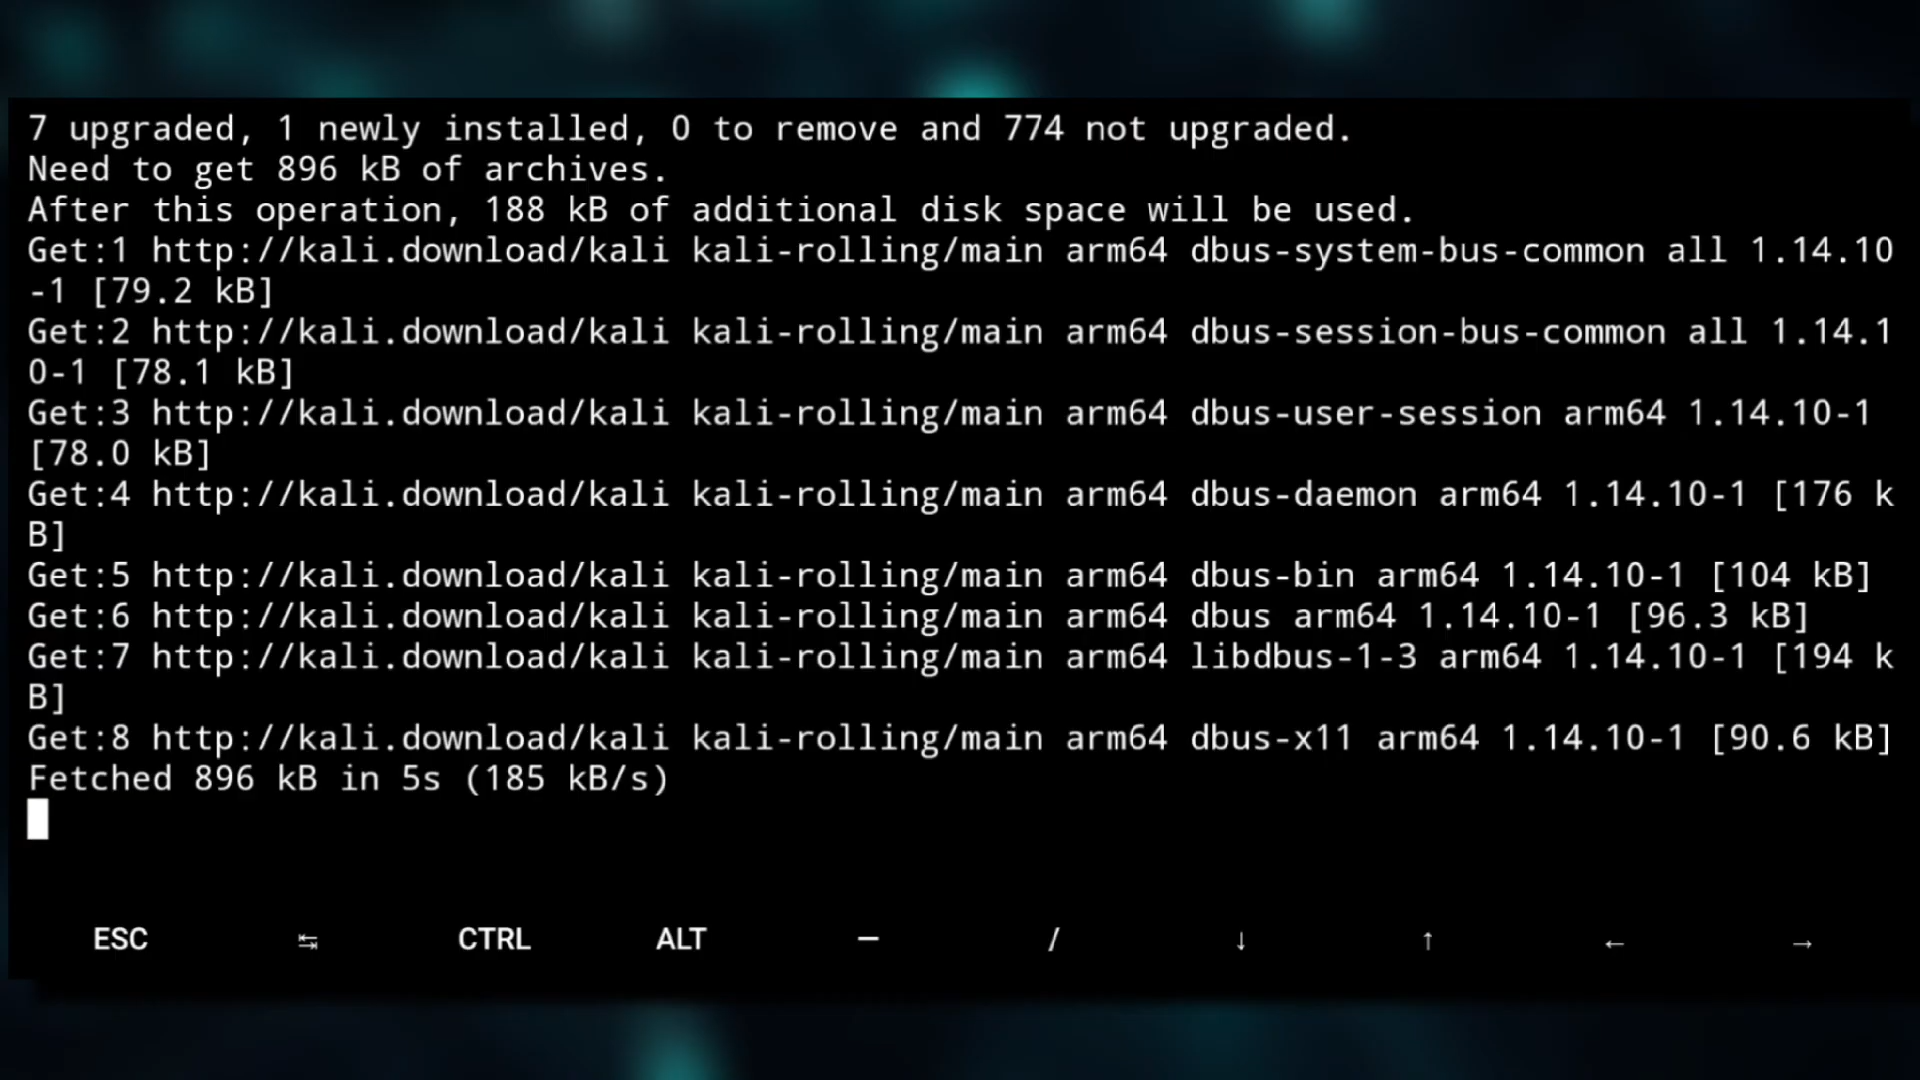 7 upgraded, 1 newly installed, 0 to remove and 774 not upgraded.
Need to get 896 kB of archives.
After this operation, 188 kB of additional disk space will be used.
Get:1 http://kali.download/kali kali-rolling/main arm64 dbus-system-bus-common all 1.14.10
-1 [79.2 kB]
Get:2 http://kali.download/kali kali-rolling/main arm64 dbus-session-bus-common all 1.14.1
0-1 [78.1 kB]
Get:3 http://kali.download/kali kali-rolling/main arm64 dbus-user-session arm64 1.14.10-1
[78.0 kB]
Get:4 http://kali.download/kali kali-rolling/main arm64 dbus-daemon arm64 1.14.10-1 [176 k
B]
Get:5 http://kali.download/kali kali-rolling/main arm64 dbus-bin arm64 1.14.10-1 [104 kB]
Get:6 http://kali.download/kali kali-rolling/main arm64 dbus arm64 1.14.10-1 [96.3 kB]
Get:7 http://kali.download/kali kali-rolling/main arm64 libdbus-1-3 arm64 1.14.10-1 [194 k
B]
Get:8 http://kali.download/kali kali-rolling/main arm64 dbus-x11 arm64 1.14.10-1 [90.6 kB]
Fetched 896 kB in 5s (185 kB/s)
ESC ↹ CTRL ALT — / ↓ ↑ ← →